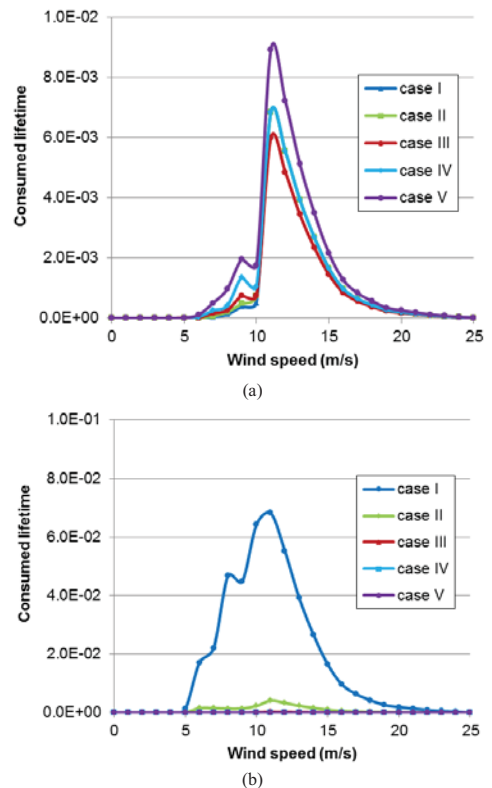 1.0E-02
8.0E-03
6.0E-03
4.0E-03
2.0E-03
0.0E+00
Consumed lifetime
case I
case II
case III
case IV
case V
0 5 10 15 20 25
Wind speed (m/s)
(a)
1.0E-01
8.0E-02
6.0E-02
4.0E-02
2.0E-02
0.0E+00
Consumed lifetime
case I
case II
case III
case IV
case V
0 5 10 15 20 25
Wind speed (m/s)
(b)